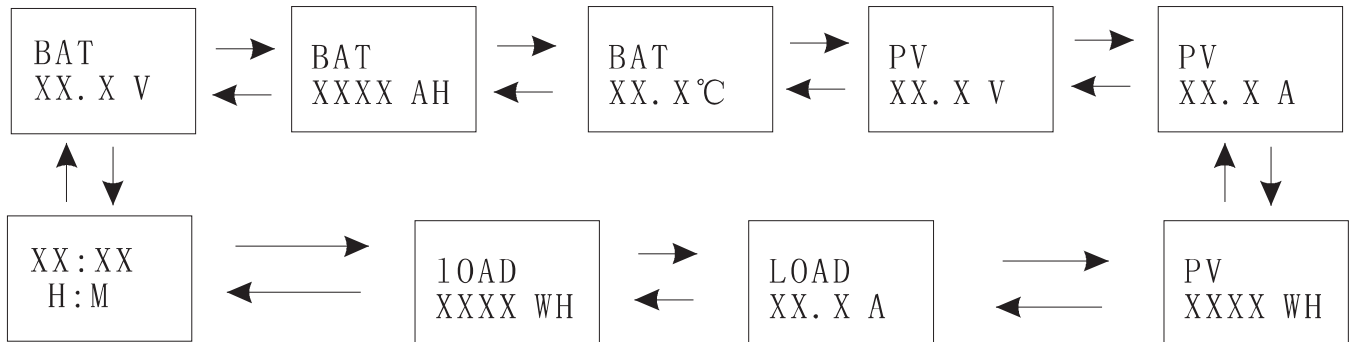 BAT
XX.X V
BAT
XXXX AH
BAT
XX.X℃
PV
XX.X V
PV
XX.X A
XX:XX
H:M
1OAD
XXXX WH
LOAD
XX.X A
PV
XXXX WH